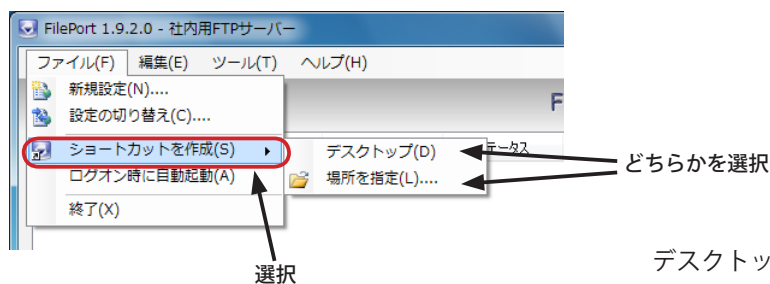 FilePort 1.9.2.0 - 社内用FTPサーバー
ファイル(F) 編集(E) ツール(T) ヘルプ(H)
新規設定(N)....
設定の切り替え(C)....
F
ショートカットを作成(S) デスクトップ(D) テータス
ログオン時に自動起動(A) 場所を指定(L)....
どちらかを選択
終了(X)
選択
デスクトッ